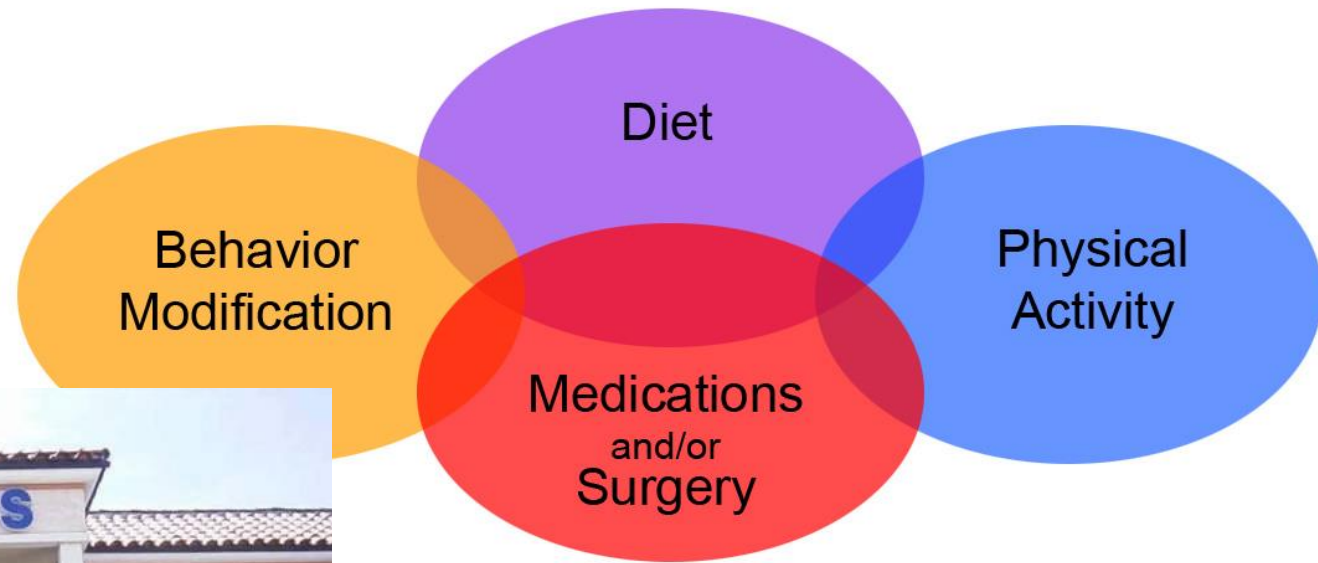 Diet
Behavior
Modification
Physical
Activity
Medications
and/or
Surgery
S